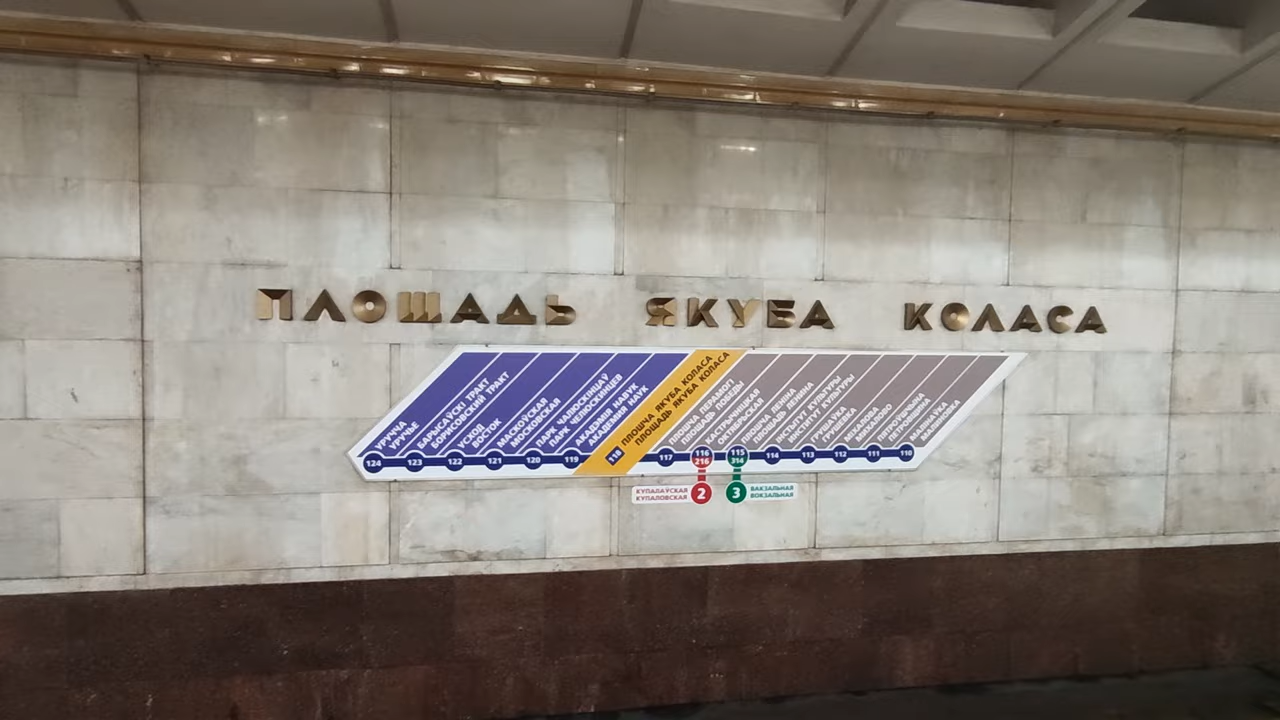 ПЛОЩАДЬ ЯКУБА КОЛАСА
УРУЧЧА
УРУЧЬЕ
124
БАРЫСАЎСКІ ТРАКТ
БОРИСОВСКИЙ ТРАКТ
123
УСХОД
ВОСТОК
122
МАСКОЎСКАЯ
МОСКОВСКАЯ
121
ПАРК ЧАЛЮСКІНЦАЎ
ПАРК ЧЕЛЮСКИНЦЕВ
120
АКАДЭМІЯ НАВУК
АКАДЕМИЯ НАУК
119
ПЛОШЧА ЯКУБА КОЛАСА
ПЛОЩАДЬ ЯКУБА КОЛАСА
118
ПЛОШЧА ПЕРАМОГІ
ПЛОЩАДЬ ПОБЕДЫ
117
КАСТРЫЧНІЦКАЯ
ОКТЯБРЬСКАЯ
116
216
ПЛОШЧА ЛЕНІНА
ПЛОЩАДЬ ЛЕНИНА
115
314
ІНСТЫТУТ КУЛЬТУРЫ
ИНСТИТУТ КУЛЬТУРЫ
114
ГРУШАЎКА
ГРУШЕВКА
113
МІХАЛОВА
МИХАЛОВО
112
ПЕТРОЎШЧЫНА
ПЕТРОВЩИНА
111
МАЛІНАЎКА
МАЛИНОВКА
110
КУПАЛАЎСКАЯ
КУПАЛОВСКАЯ
2
3
ВАКЗАЛЬНАЯ
ВОКЗАЛЬНАЯ